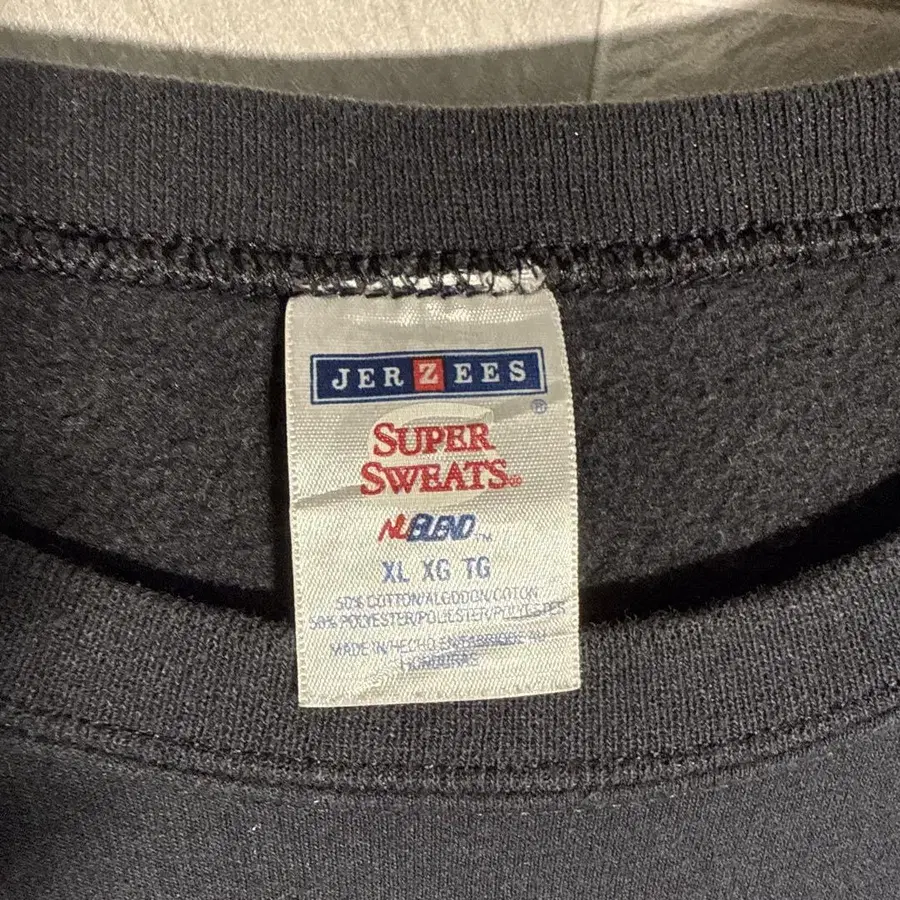 JERZEES
®
SUPER
SWEATS®
NUBLEND™
XL XG TG
50% COTTON/ALGODON/COTON
50% POLYESTER/POLIESTER/POLYESTER
MADE IN/HECHO EN/FABRIQUE AU
HONDURAS